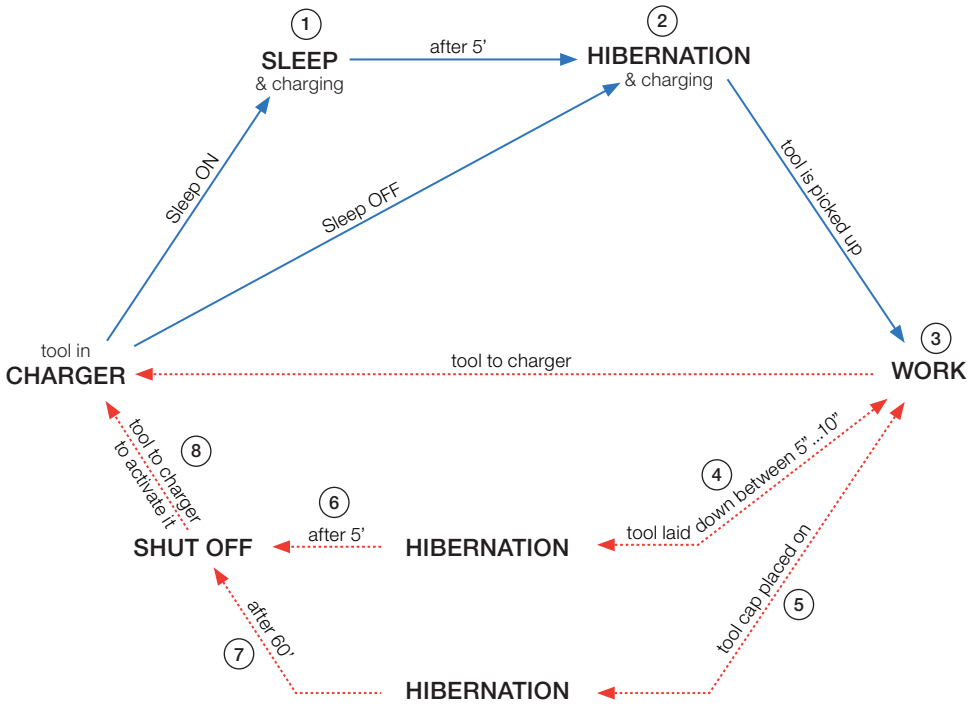 1
SLEEP
& charging
after 5’
2
HIBERNATION
& charging
Sleep ON
Sleep OFF
tool is picked up
tool in
CHARGER
tool to charger
3
WORK
8
tool to charger
to activate it
6
after 5’
4
tool laid down between 5”...10”
SHUT OFF
HIBERNATION
5
tool cap placed on
7
after 60’
HIBERNATION